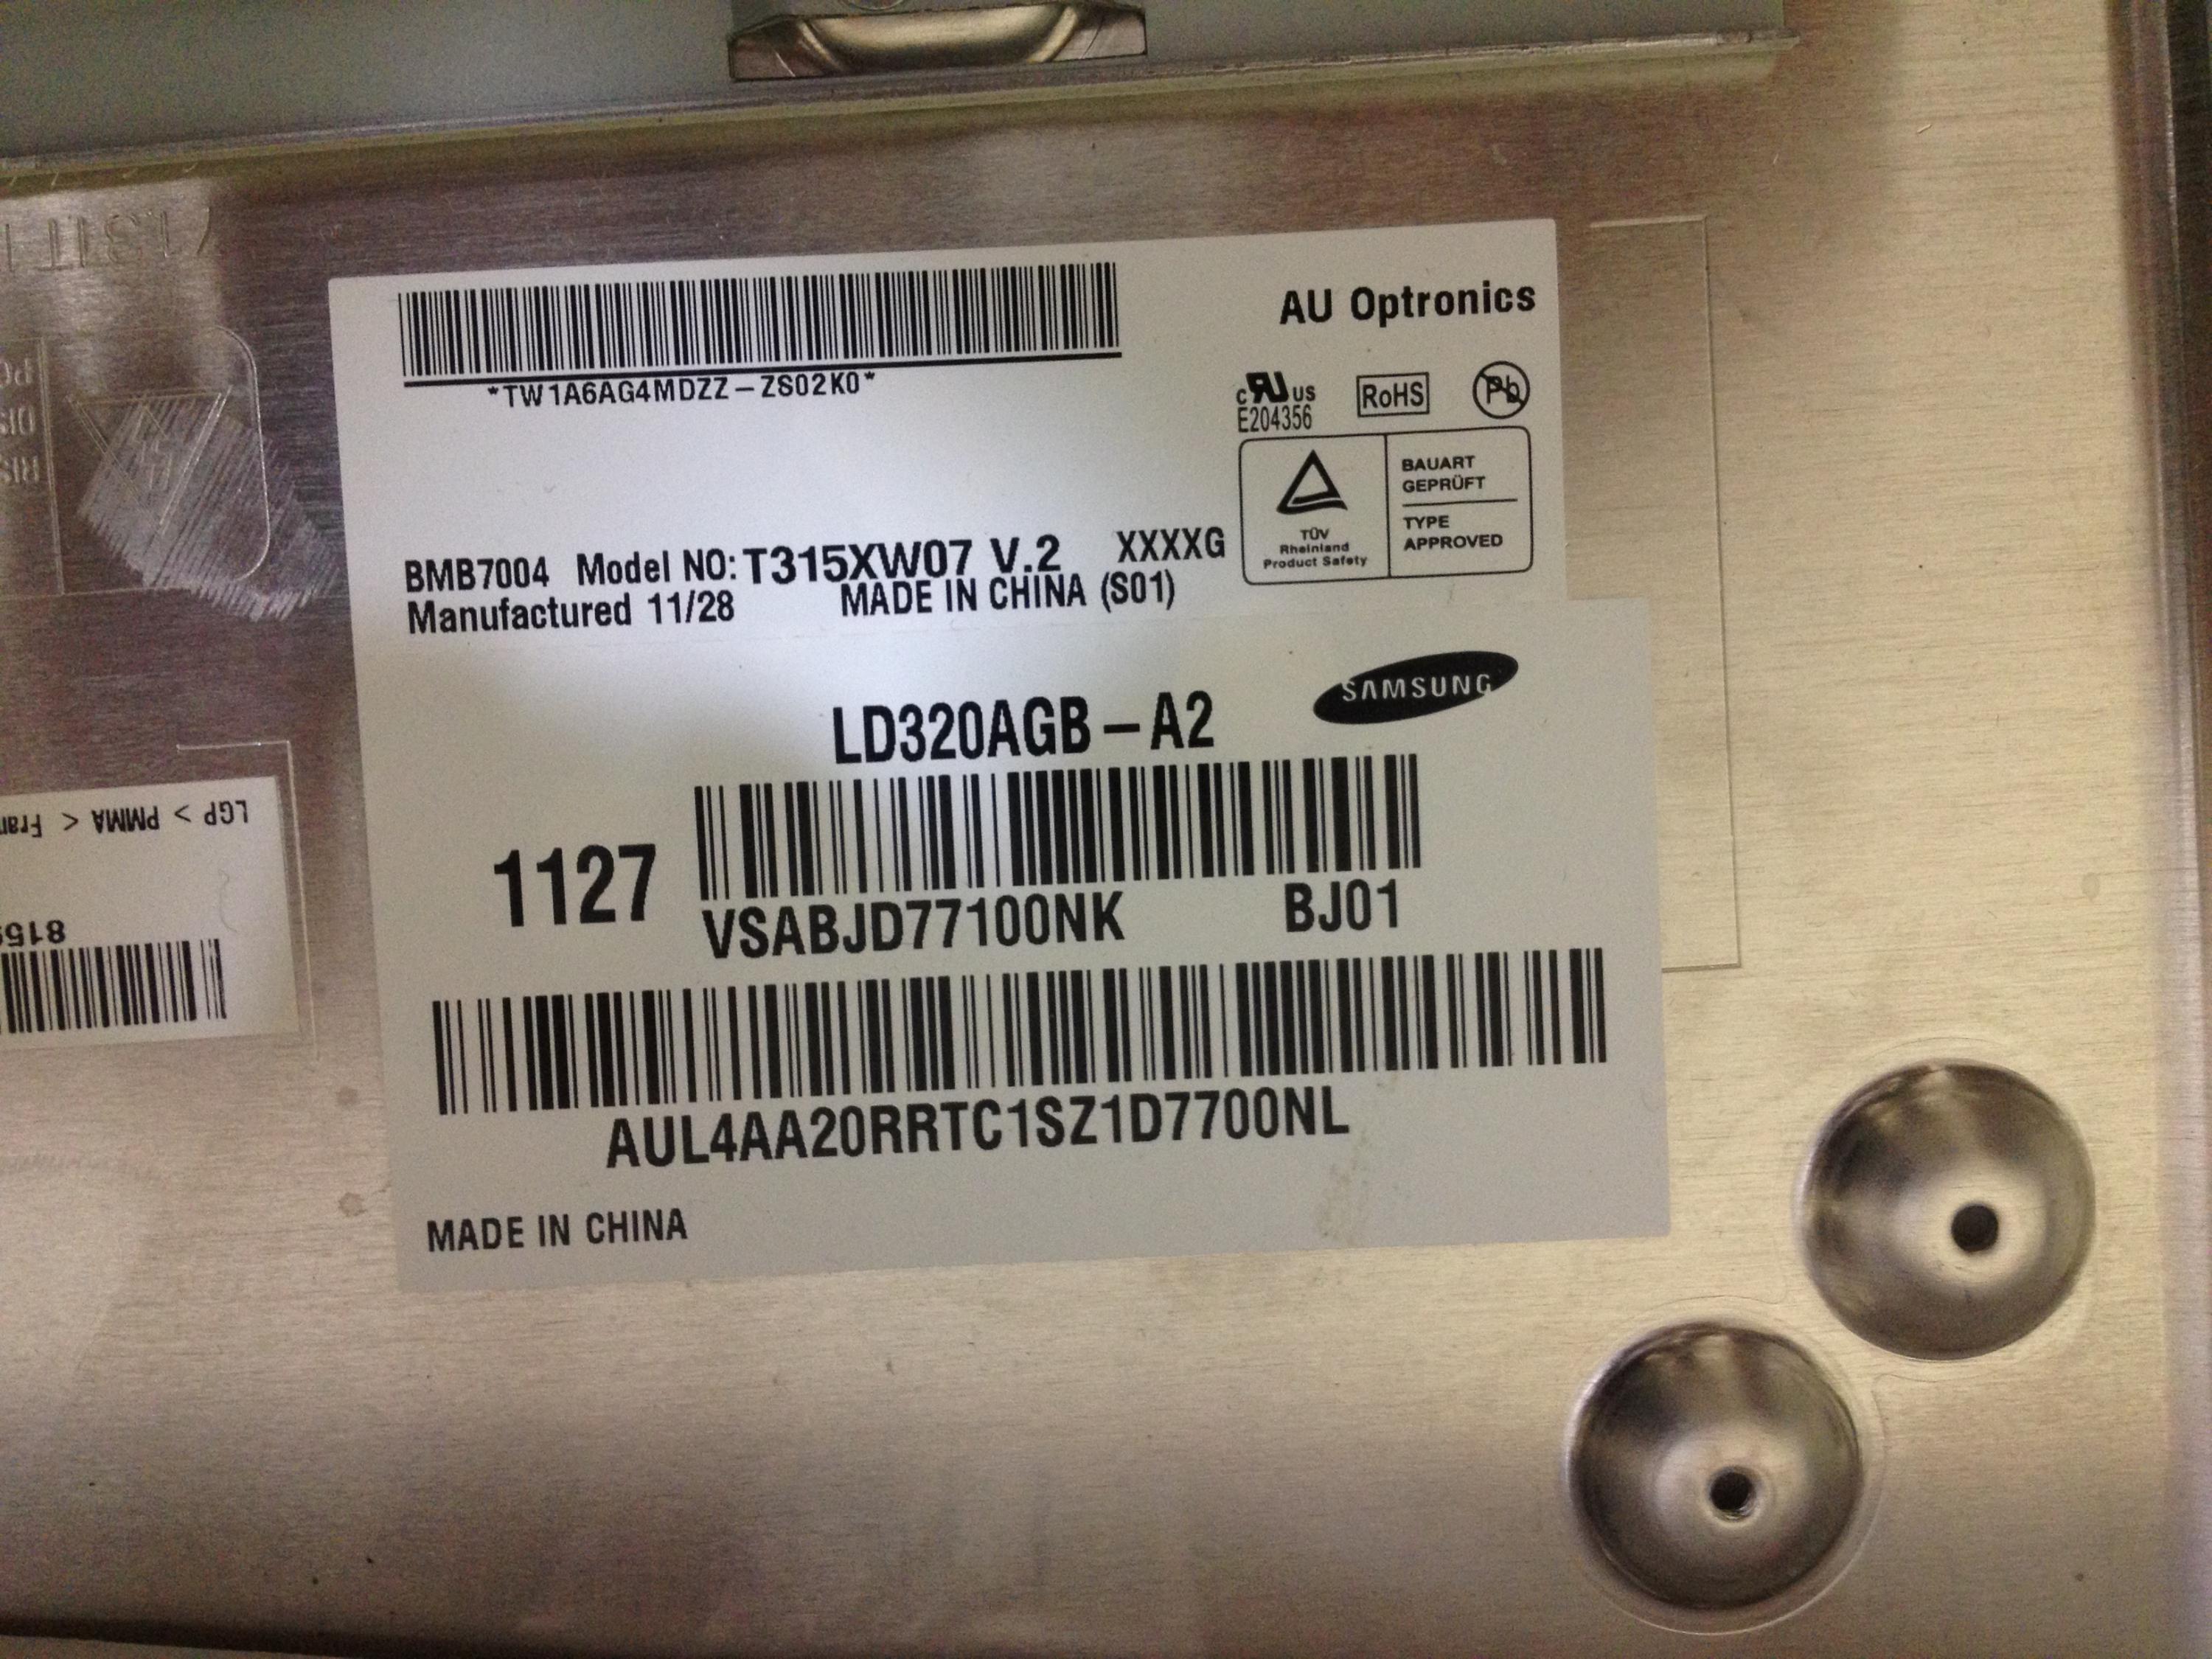 AU Optronics
*TW1A6AG4MDZZ-ZS02K0*
c RU US
E204356
RoHS
Pb
BAUART
GEPRÜFT
TYPE
APPROVED
TÜV
Rheinland
Product Safety
BMB7004 Model NO: T315XW07 V.2 XXXXG
Manufactured 11/28 MADE IN CHINA (S01)
SAMSUNG
LD320AGB-A2
1127
VSABJD77100NK BJ01
AUL4AA20RRTC1SZ1D7700NL
MADE IN CHINA
LGP > PMMA <